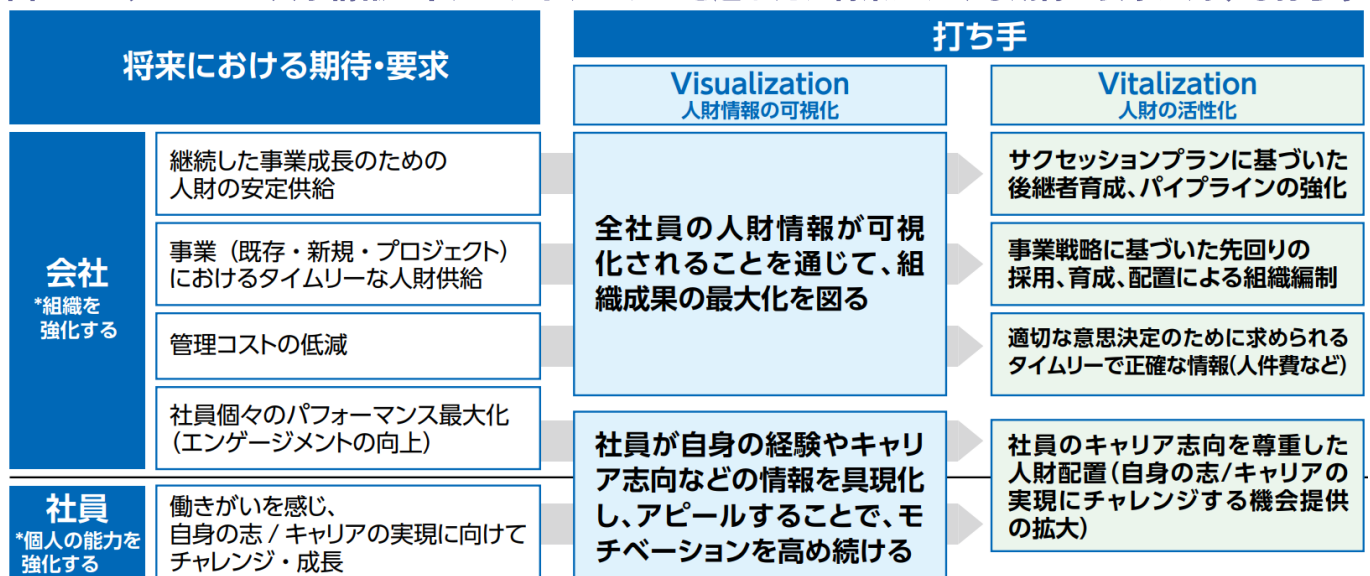 将来における期待・要求
打ち手
Visualization
人財情報の可視化
Vitalization
人財の活性化
会社
*組織を
強化する
継続した事業成長のための
人財の安定供給
事業（既存・新規・プロジェクト）
におけるタイムリーな人財供給
管理コストの低減
社員個々のパフォーマンス最大化
（エンゲージメントの向上）
全社員の人財情報が可視
化されることを通じて、組
織成果の最大化を図る
サクセッションプランに基づいた
後継者育成、パイプラインの強化
事業戦略に基づいた先回りの
採用、育成、配置による組織編制
適切な意思決定のために求められる
タイムリーで正確な情報(人件費など)
社員
*個人の能力を
強化する
働きがいを感じ、
自身の志 / キャリアの実現に向けて
チャレンジ・成長
社員が自身の経験やキャリ
ア志向などの情報を具現化
し、アピールすることで、モ
チベーションを高め続ける
社員のキャリア志向を尊重した
人財配置（自身の志/キャリアの
実現にチャレンジする機会提供
の拡大）